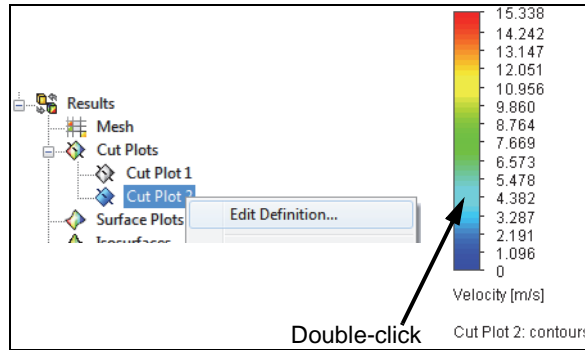 Results
Mesh
Cut Plots
Cut Plot 1
Cut Plot 2
Edit Definition...
Surface Plots
Isosurfaces
15.338
14.242
13.147
12.051
10.956
9.860
8.764
7.669
6.573
5.478
4.382
3.287
2.191
1.096
0
Velocity [m/s]
Double-click
Cut Plot 2: contours